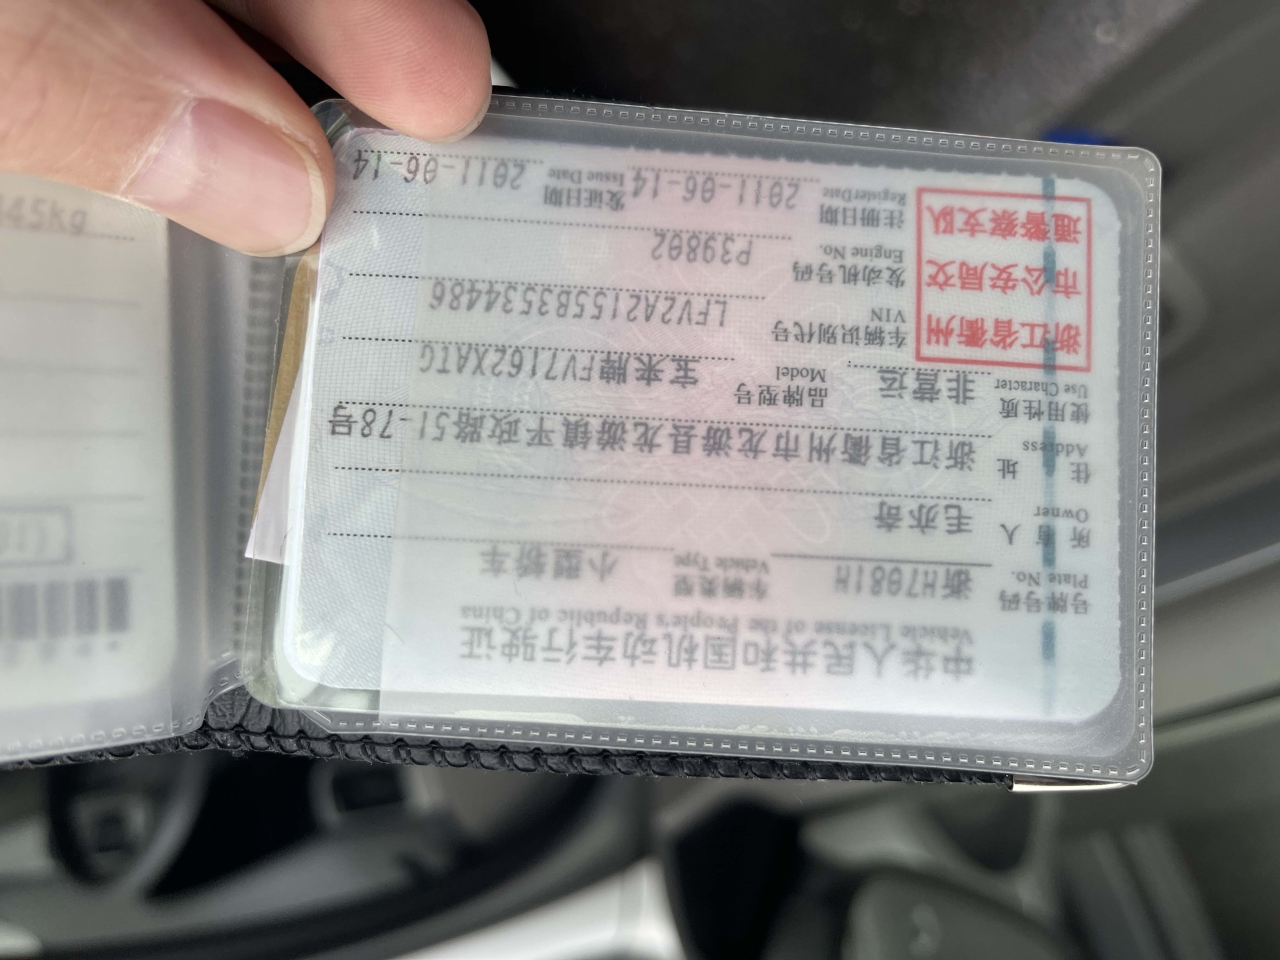 中华人民共和国机动车行驶证
Vehicle License of the People's Republic of China
号牌号码 浙H7081H 车辆类型 小型轿车
Plate No. Vehicle Type
所有人 毛亦奇
Owner
住址 浙江省衢州市龙游县龙游镇平政路51-78号
Address
使用性质 非营运 品牌型号 宝来牌FV7162XATG
Use Character Model
浙江省衢州
市公安局交
通警察支队
车辆识别代号 LFV2A2155B3534486
VIN
发动机号码 P39802
Engine No.
注册日期 2011-06-14 发证日期 2011-06-14
Register Date Issue Date
45kg